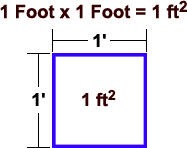 1 Foot x 1 Foot = 1 ft²
1'
1'
1 ft²